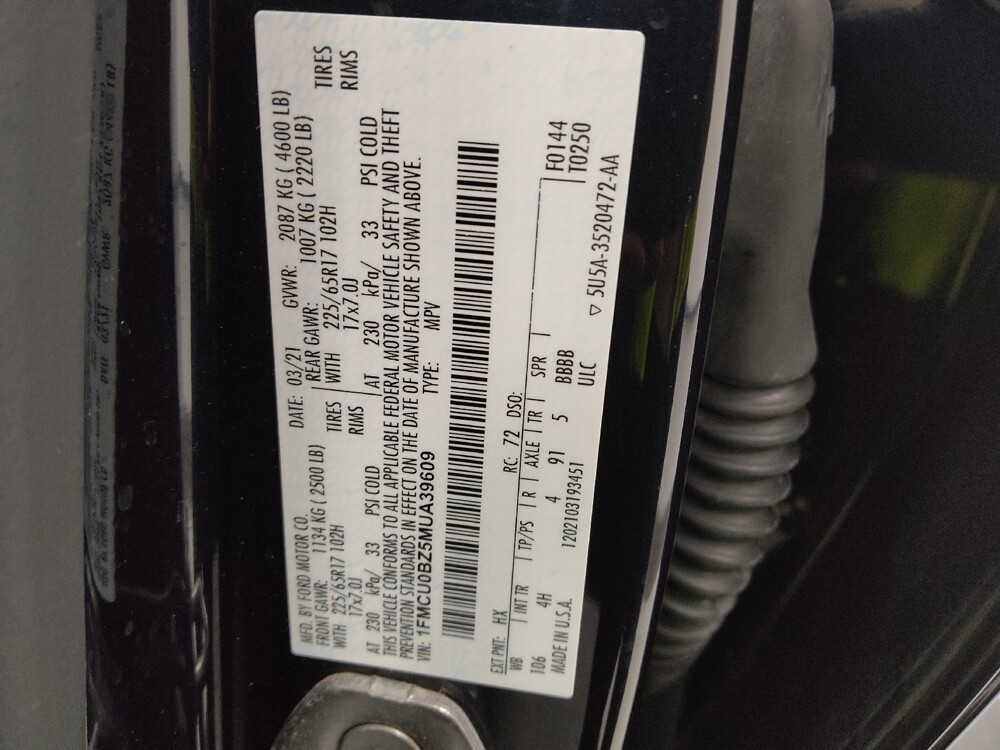 MFD. BY FORD MOTOR CO.
DATE: 03/21 GVWR: 2087 KG ( 4600 LB)
FRONT GAWR: 1134 KG ( 2500 LB) REAR GAWR: 1007 KG ( 2220 LB)
WITH 225/65R17 102H TIRES WITH 225/65R17 102H TIRES
17x7.0J RIMS 17x7.0J RIMS
AT 230 kPa/ 33 PSI COLD AT 230 kPa/ 33 PSI COLD
THIS VEHICLE CONFORMS TO ALL APPLICABLE FEDERAL MOTOR VEHICLE SAFETY AND THEFT
PREVENTION STANDARDS IN EFFECT ON THE DATE OF MANUFACTURE SHOWN ABOVE.
VIN: 1FMCU0BZ5MUA39609 TYPE: MPV
EXT PNT: HX RC: 72 DSO:
WB INT TR TP/PS R AXLE TR SPR F0144
106 4H 4 91 5 BBBB T0250
MADE IN U.S.A. 1202103193451 ULC ▽ 5U5A-3520472-AA